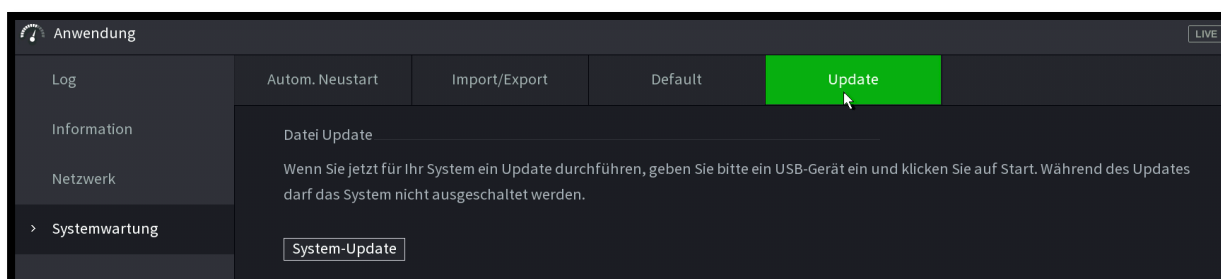 Anwendung
LIVE
Log
Autom. Neustart
Import/Export
Default
Update
Information
Datei Update
Wenn Sie jetzt für Ihr System ein Update durchführen, geben Sie bitte ein USB-Gerät ein und klicken Sie auf Start. Während des Updates
darf das System nicht ausgeschaltet werden.
Netzwerk
Systemwartung
System-Update